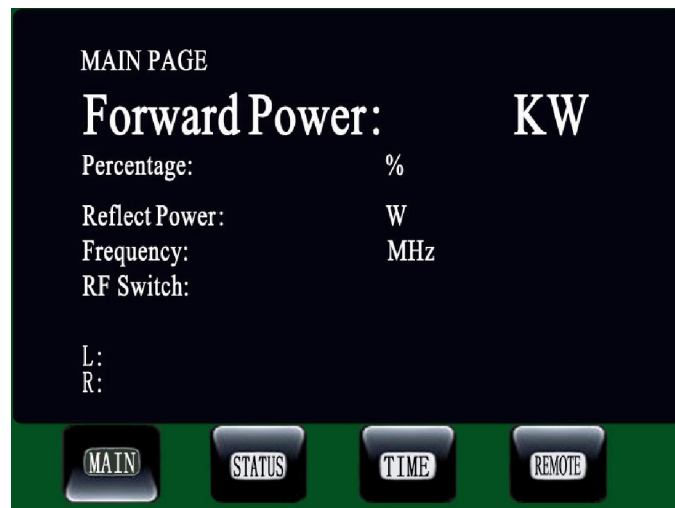 MAIN PAGE
Forward Power: KW
Percentage: %
Reflect Power: W
Frequency: MHz
RF Switch:
L:
R:
MAIN STATUS TIME REMOTE